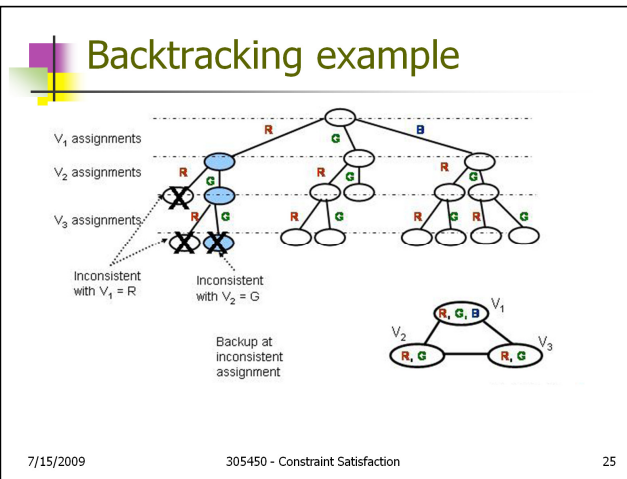 Backtracking example
V1 assignments
R
G
B
V2 assignments
R
G
R
G
R
G
V3 assignments
R
G
R
G
R
G
R
G
Inconsistent
with V1 = R
Inconsistent
with V2 = G
Backup at
inconsistent
assignment
R, G, B
V1
V2
R, G
V3
R, G
7/15/2009
305450 - Constraint Satisfaction
25